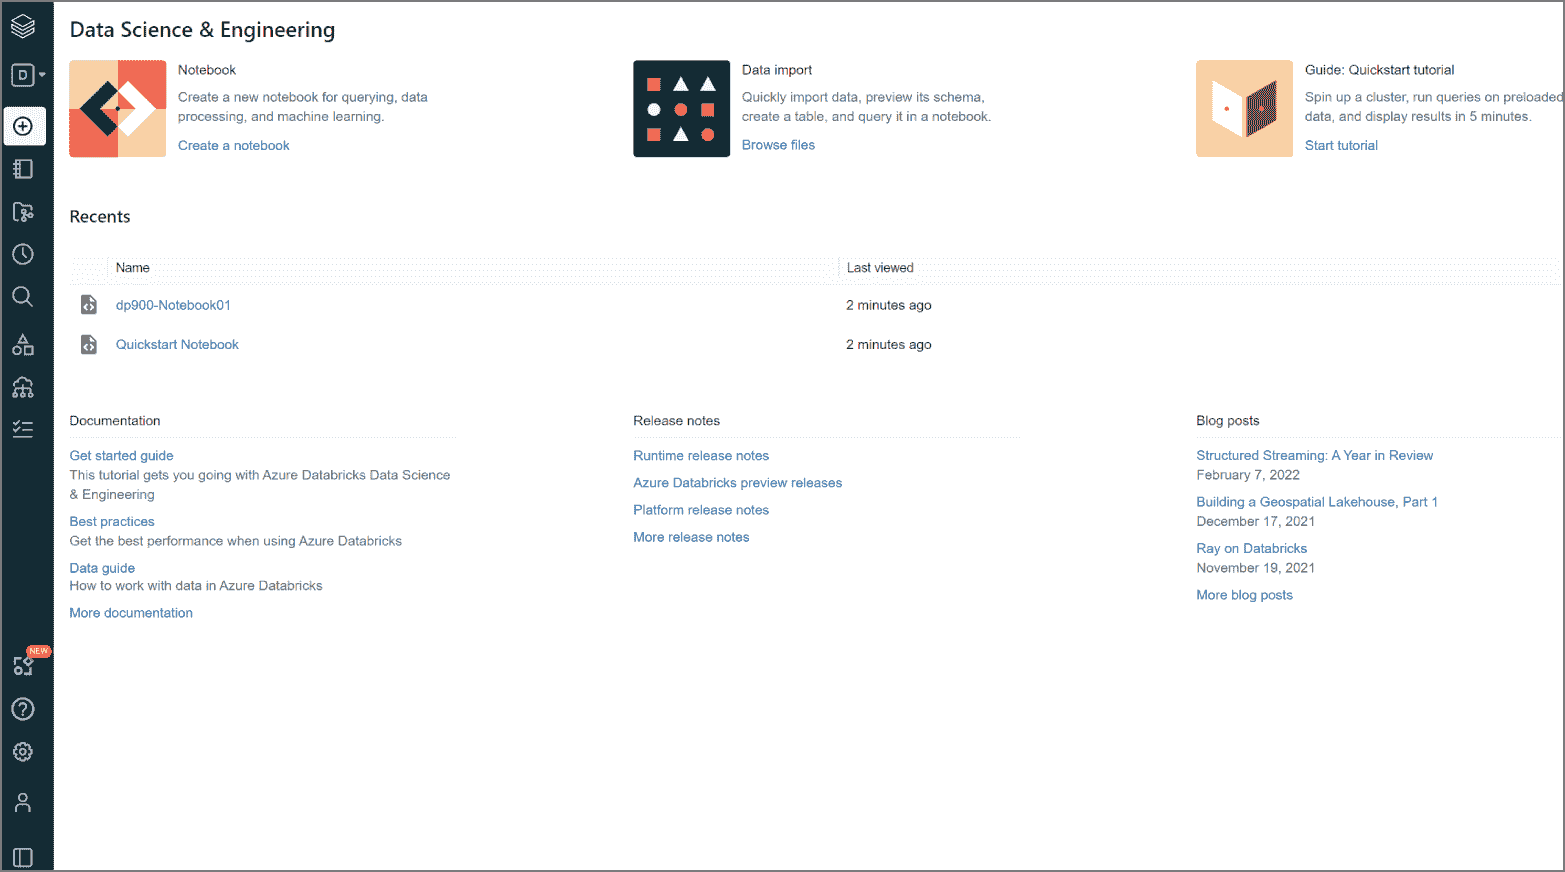 Data Science & Engineering
D
Notebook
Create a new notebook for querying, data
processing, and machine learning.
Create a notebook
Data import
Quickly import data, preview its schema,
create a table, and query it in a notebook.
Browse files
Guide: Quickstart tutorial
Spin up a cluster, run queries on preloaded
data, and display results in 5 minutes.
Start tutorial
Recents
Name
Last viewed
dp900-Notebook01
2 minutes ago
Quickstart Notebook
2 minutes ago
Documentation
Get started guide
This tutorial gets you going with Azure Databricks Data Science
& Engineering
Best practices
Get the best performance when using Azure Databricks
Data guide
How to work with data in Azure Databricks
More documentation
Release notes
Runtime release notes
Azure Databricks preview releases
Platform release notes
More release notes
Blog posts
Structured Streaming: A Year in Review
February 7, 2022
Building a Geospatial Lakehouse, Part 1
December 17, 2021
Ray on Databricks
November 19, 2021
More blog posts
NEW